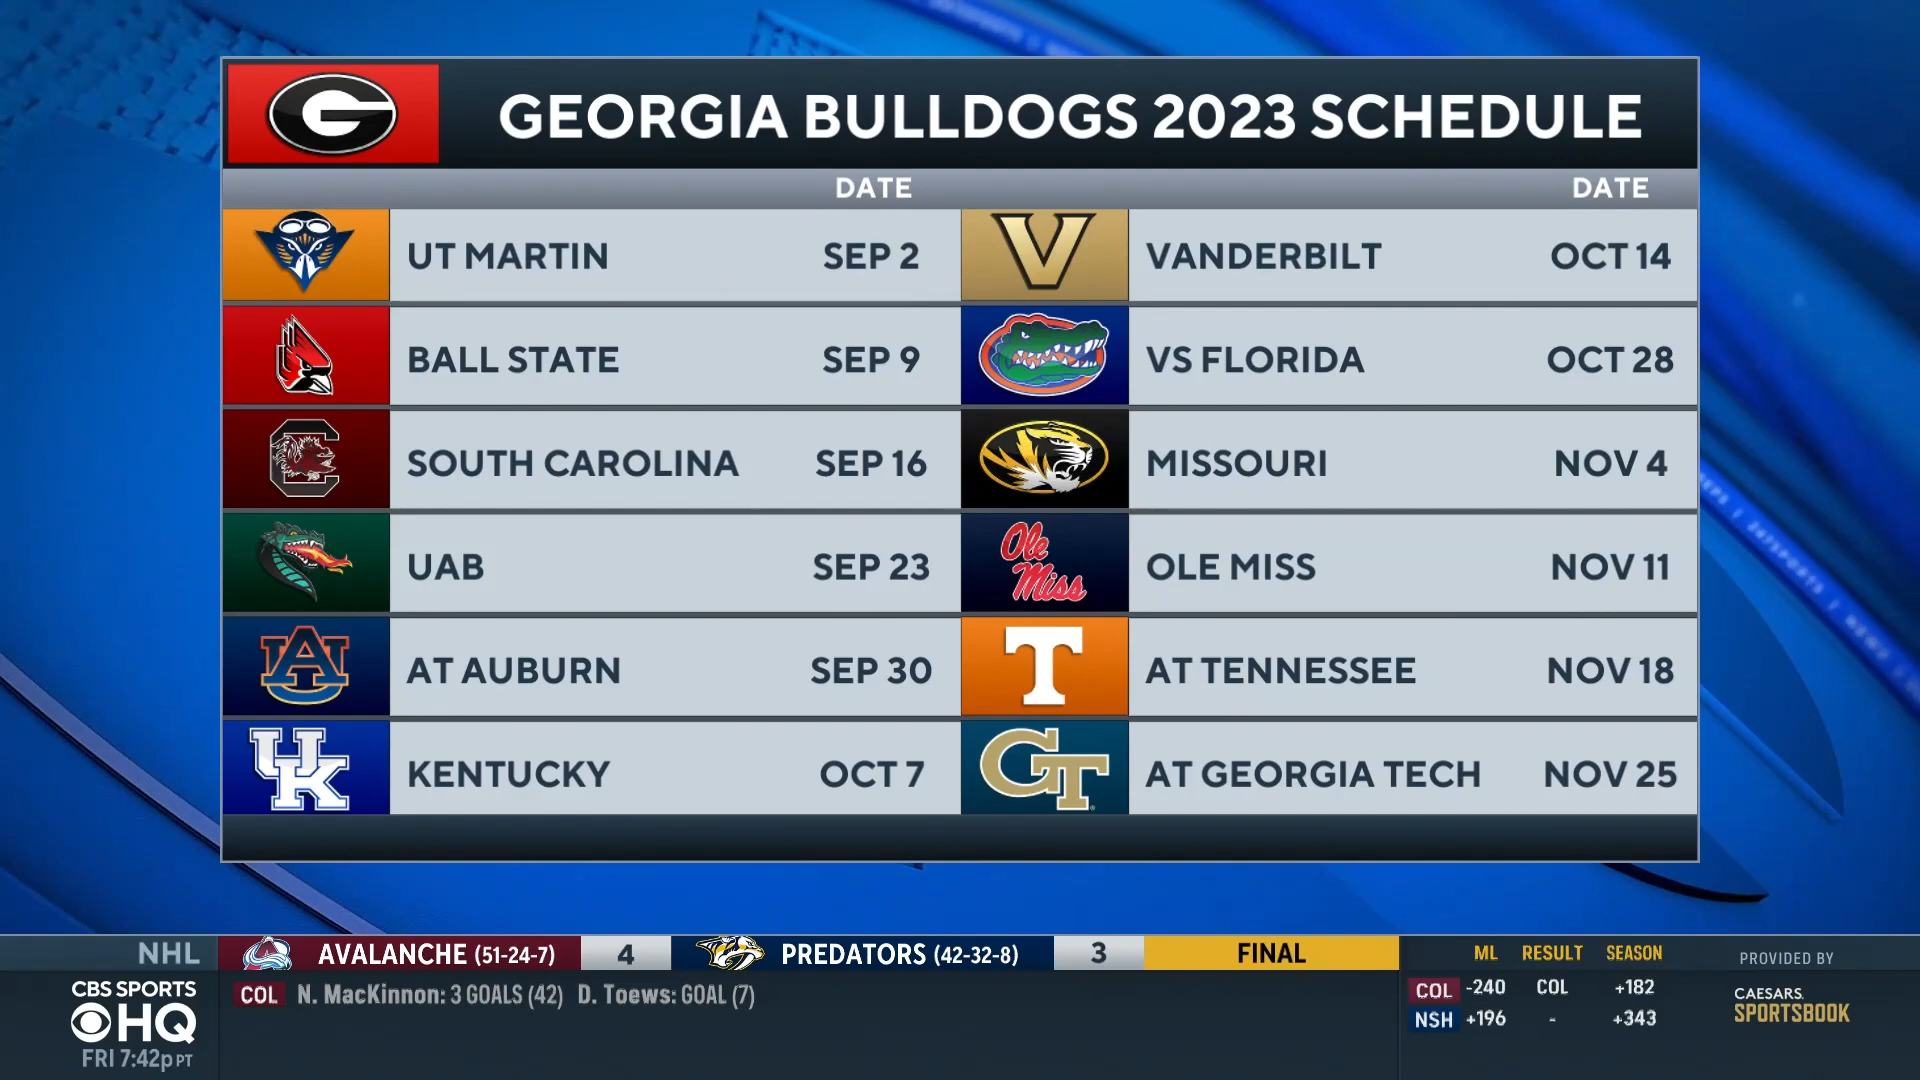 GEORGIA BULLDOGS 2023 SCHEDULE
DATE DATE
UT MARTIN SEP 2
BALL STATE SEP 9
SOUTH CAROLINA SEP 16
UAB SEP 23
AT AUBURN SEP 30
KENTUCKY OCT 7
VANDERBILT OCT 14
VS FLORIDA OCT 28
MISSOURI NOV 4
Ole Miss
OLE MISS NOV 11
AT TENNESSEE NOV 18
AT GEORGIA TECH NOV 25
NHL AVALANCHE (51-24-7) 4 PREDATORS (42-32-8) 3 FINAL
COL N. MacKinnon: 3 GOALS (42) D. Toews: GOAL (7)
CBS SPORTS
HQ
FRI 7:42p PT
ML RESULT SEASON
COL -240 COL +182
NSH +196 - +343
PROVIDED BY
CAESARS
SPORTSBOOK